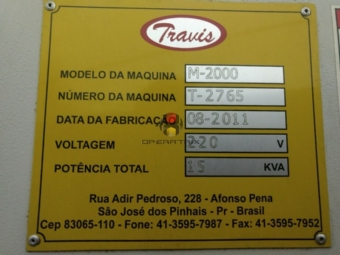 Travis
MODELO DA MAQUINA M-2000
NÚMERO DA MAQUINA T-2765
DATA DA FABRICAÇÃO 08-2011
VOLTAGEM 220 V
POTÊNCIA TOTAL 15 KVA
Rua Adir Pedroso, 228 - Afonso Pena
São José dos Pinhais - Pr - Brasil
Cep 83065-110 - Fone: 41-3595-7987 - Fax: 41-3595-7952